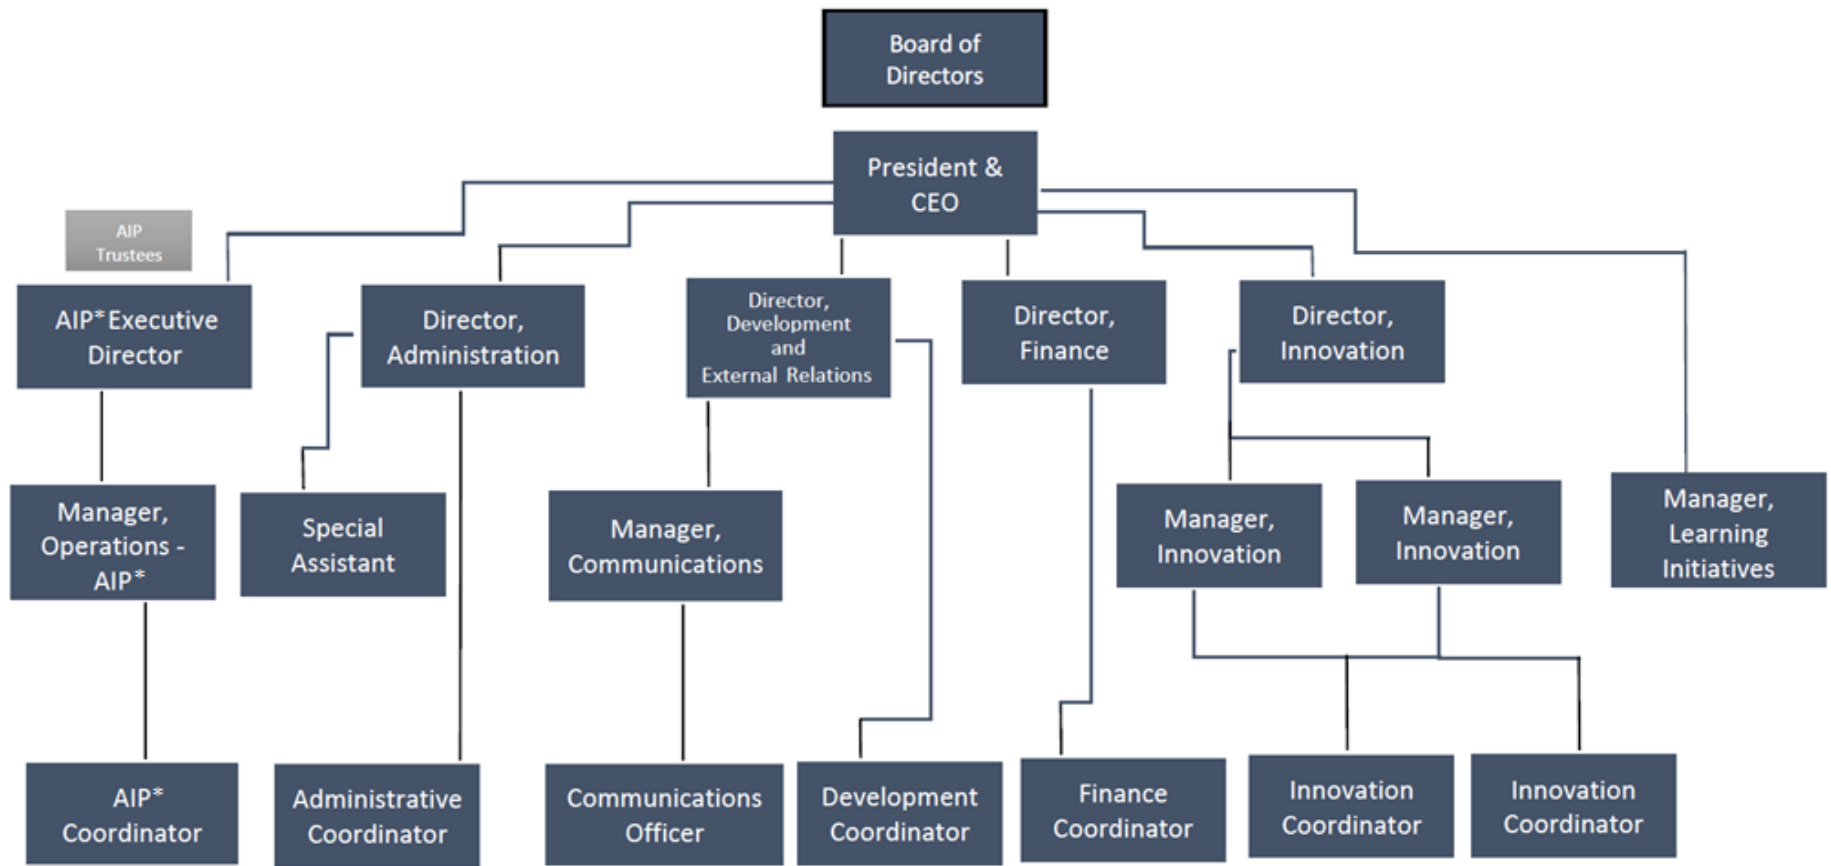 Board of
Directors
President &
CEO
AIP
Trustees
AIP* Executive
Director
Director,
Administration
Director,
Development
and
External Relations
Director,
Finance
Director,
Innovation
Manager,
Operations -
AIP*
Special
Assistant
Manager,
Communications
Manager,
Innovation
Manager,
Innovation
Manager,
Learning
Initiatives
AIP*
Coordinator
Administrative
Coordinator
Communications
Officer
Development
Coordinator
Finance
Coordinator
Innovation
Coordinator
Innovation
Coordinator